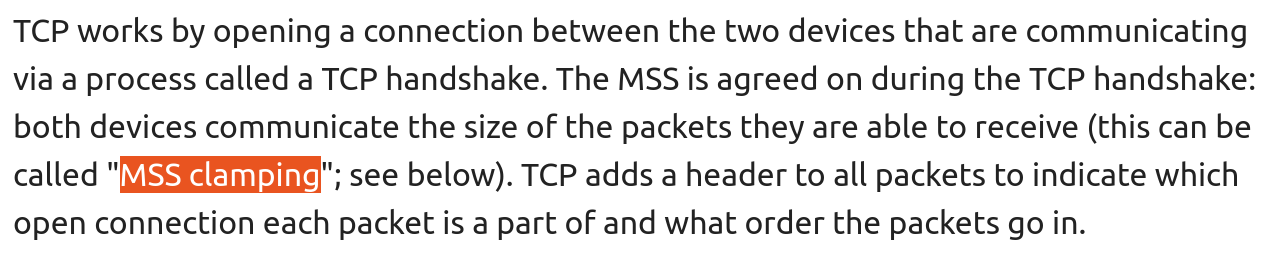 TCP works by opening a connection between the two devices that are communicating
via a process called a TCP handshake. The MSS is agreed on during the TCP handshake:
both devices communicate the size of the packets they are able to receive (this can be
called "MSS clamping"; see below). TCP adds a header to all packets to indicate which
open connection each packet is a part of and what order the packets go in.